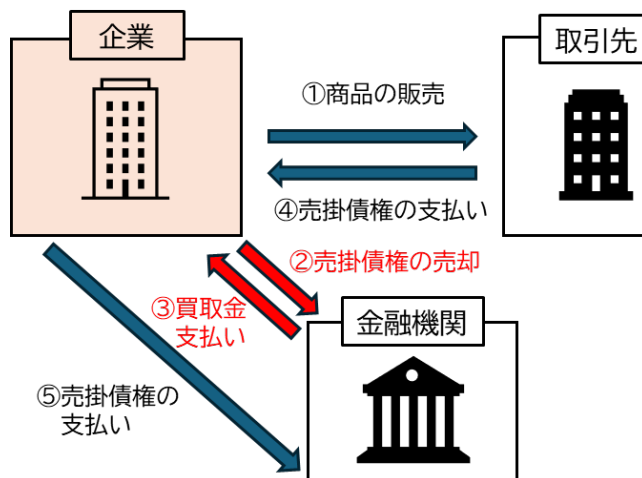 企業
取引先
①商品の販売
④売掛債権の支払い
②売掛債権の売却
③買取金
支払い
金融機関
⑤売掛債権の
支払い